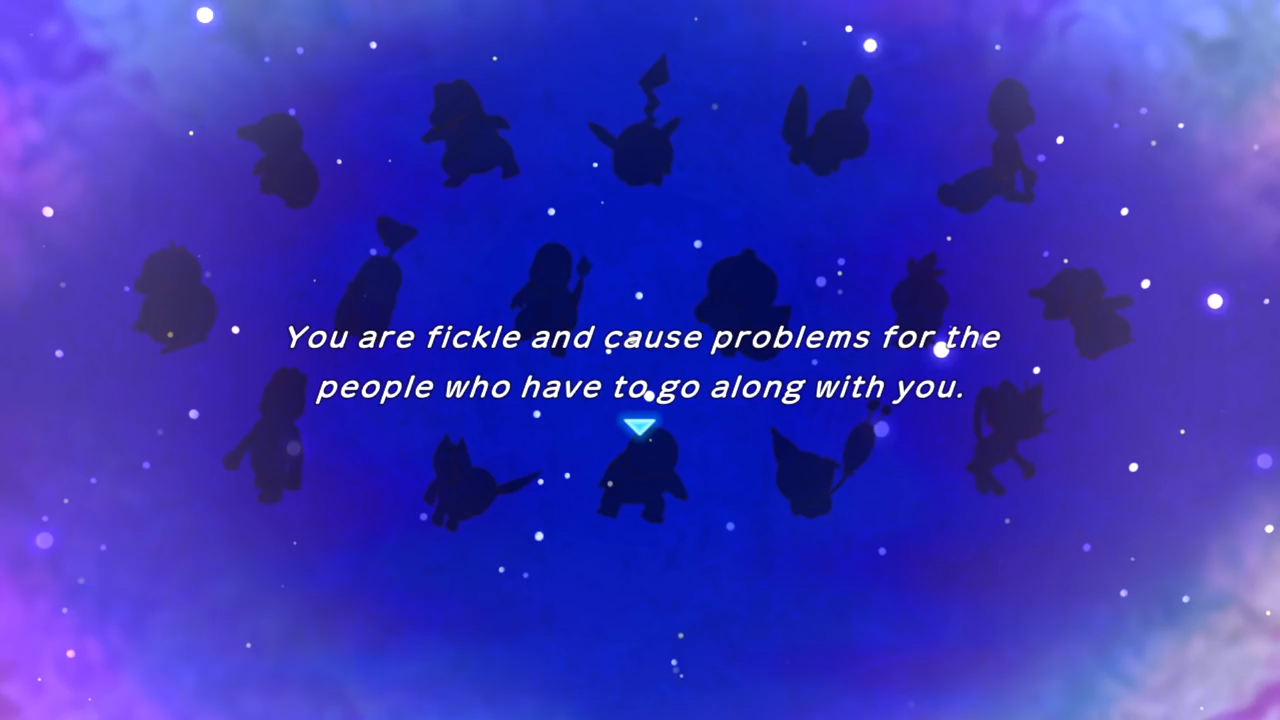 You are fickle and cause problems for the
people who have to go along with you.